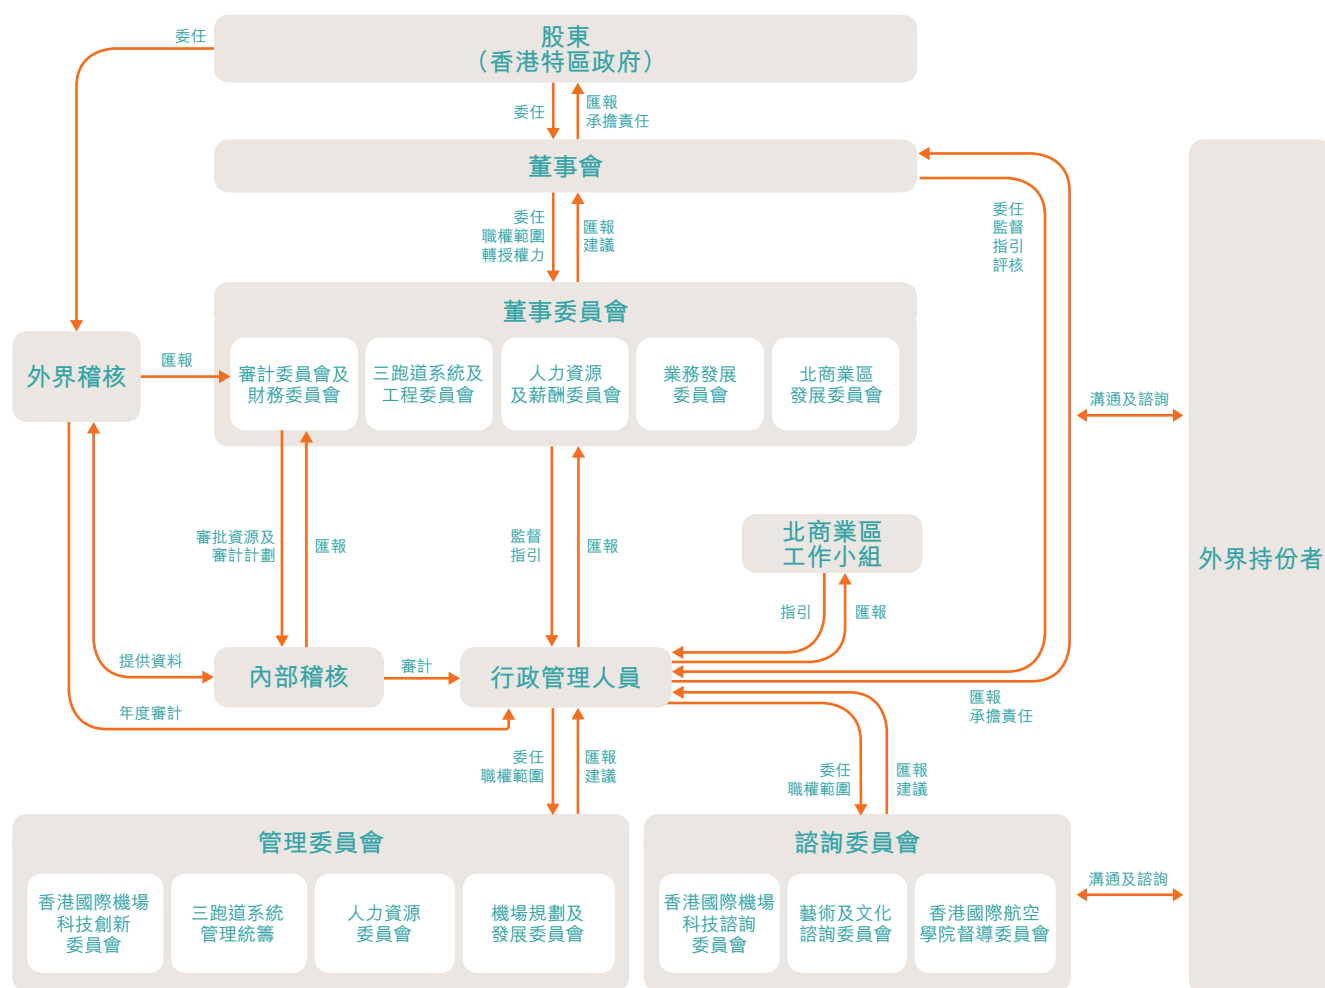 股東
（香港特區政府）
委任
委任
匯報
承擔責任
董事會
委任
職權範圍
轉授權力
匯報
建議
委任
監督
指引
評核
董事委員會
審計委員會及
財務委員會
三跑道系統及
工程委員會
人力資源
及薪酬委員會
業務發展
委員會
北商業區
發展委員會
外界稽核
匯報
溝通及諮詢
審批資源及
審計計劃
匯報
監督
指引
匯報
北商業區
工作小組
指引
匯報
外界持份者
提供資料
內部稽核
審計
行政管理人員
年度審計
匯報
承擔責任
委任
職權範圍
匯報
建議
委任
職權範圍
匯報
建議
管理委員會
香港國際機場
科技創新
委員會
三跑道系統
管理統籌
人力資源
委員會
機場規劃及
發展委員會
諮詢委員會
香港國際機場
科技諮詢
委員會
藝術及文化
諮詢委員會
香港國際航空
學院督導委員會
溝通及諮詢